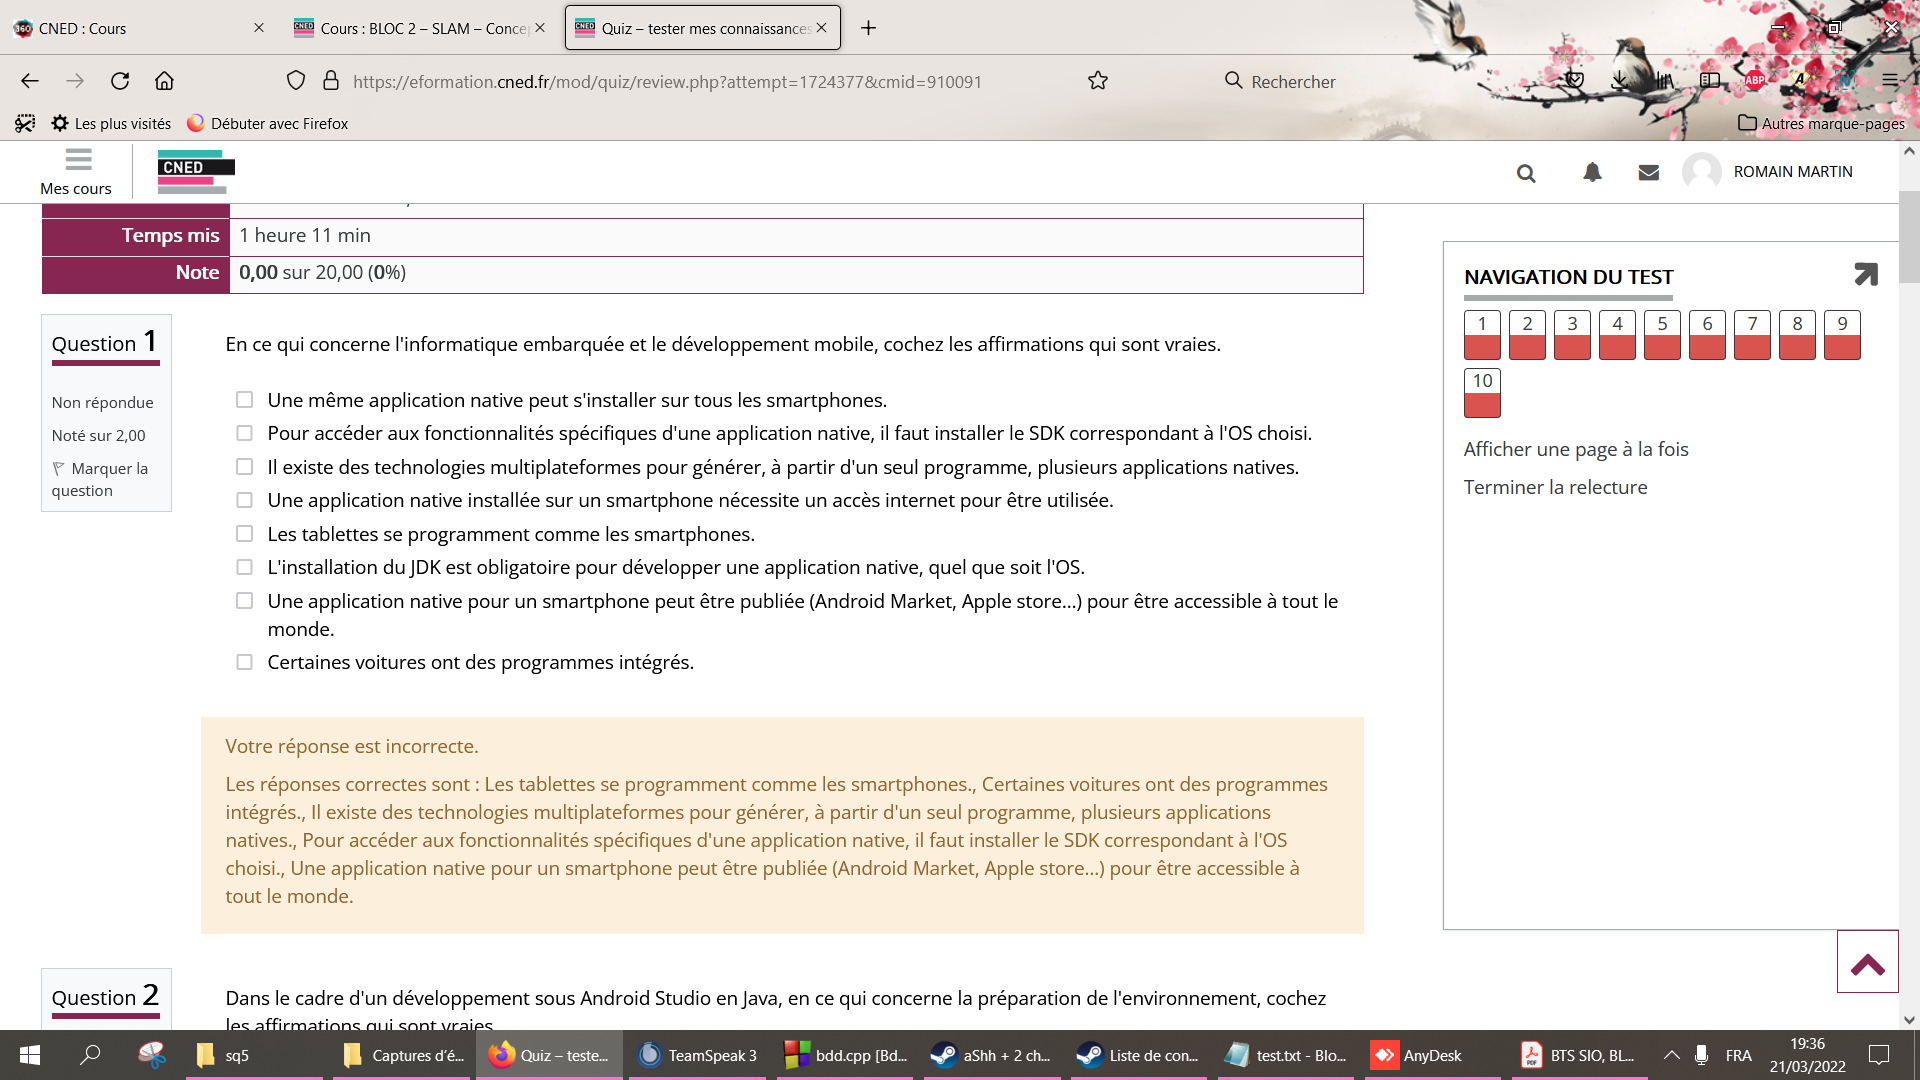 CNED : Cours
Cours : BLOC 2 – SLAM – Concep
Quiz – tester mes connaissances
https://eformation.cned.fr/mod/quiz/review.php?attempt=1724377&cmid=910091
Rechercher
ABP
Les plus visités
Débuter avec Firefox
Autres marque-pages
Mes cours
CNED
ROMAIN MARTIN
Temps mis
1 heure 11 min
Note
0,00 sur 20,00 (0%)
NAVIGATION DU TEST
1 2 3 4 5 6 7 8 9
10
Afficher une page à la fois
Terminer la relecture
Question 1
Non répondue
Noté sur 2,00
Marquer la
question
En ce qui concerne l'informatique embarquée et le développement mobile, cochez les affirmations qui sont vraies.
Une même application native peut s'installer sur tous les smartphones.
Pour accéder aux fonctionnalités spécifiques d'une application native, il faut installer le SDK correspondant à l'OS choisi.
Il existe des technologies multiplateformes pour générer, à partir d'un seul programme, plusieurs applications natives.
Une application native installée sur un smartphone nécessite un accès internet pour être utilisée.
Les tablettes se programment comme les smartphones.
L'installation du JDK est obligatoire pour développer une application native, quel que soit l'OS.
Une application native pour un smartphone peut être publiée (Android Market, Apple store...) pour être accessible à tout le
monde.
Certaines voitures ont des programmes intégrés.
Votre réponse est incorrecte.
Les réponses correctes sont : Les tablettes se programment comme les smartphones., Certaines voitures ont des programmes
intégrés., Il existe des technologies multiplateformes pour générer, à partir d'un seul programme, plusieurs applications
natives., Pour accéder aux fonctionnalités spécifiques d'une application native, il faut installer le SDK correspondant à l'OS
choisi., Une application native pour un smartphone peut être publiée (Android Market, Apple store...) pour être accessible à
tout le monde.
Question 2
Dans le cadre d'un développement sous Android Studio en Java, en ce qui concerne la préparation de l'environnement, cochez
les affirmations qui sont vraies
sq5
Captures d'é...
Quiz – teste...
TeamSpeak 3
bdd.cpp [Bd...
aShh + 2 ch...
Liste de con...
test.txt - Blo...
AnyDesk
BTS SIO, BL...
FRA
19:36
21/03/2022